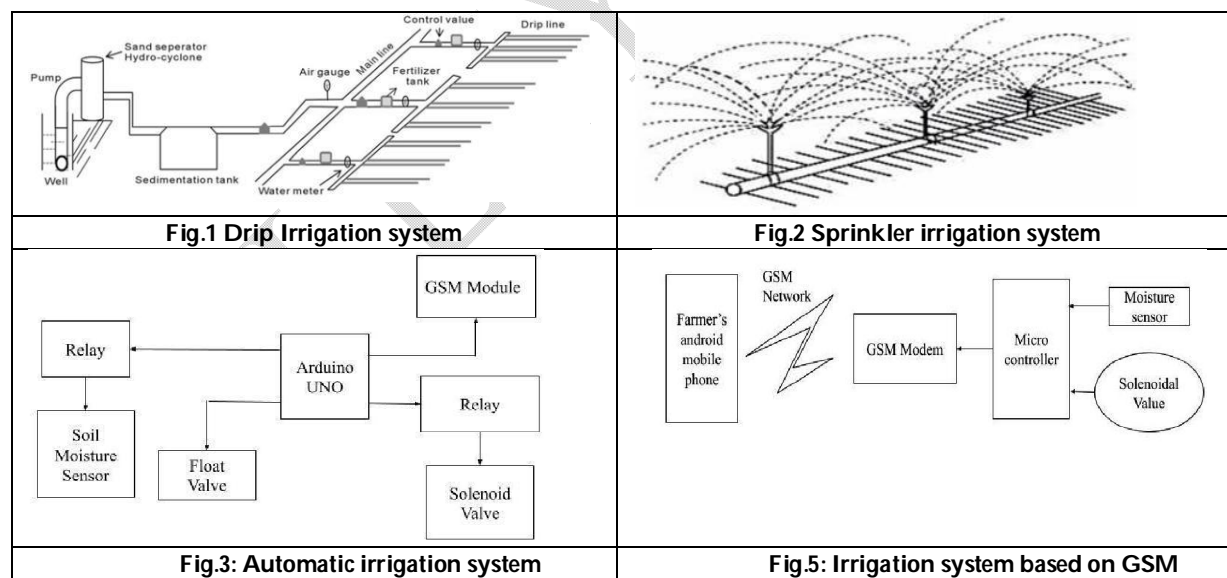 Control value
Drip line
Sand seperator
Hydro-cyclone
Main line
Air gauge
Fertilizer
tank
Pump
Well
Sedimentation tank
Water meter
Fig.1 Drip Irrigation system
Fig.2 Sprinkler irrigation system
GSM Module
Relay
Arduino
UNO
Relay
Soil
Moisture
Sensor
Float
Valve
Solenoid
Valve
Fig.3: Automatic irrigation system
GSM
Network
Farmer's
android
mobile
phone
GSM Modem
Micro
controller
Moisture
sensor
Solenoidal
Value
Fig.5: Irrigation system based on GSM